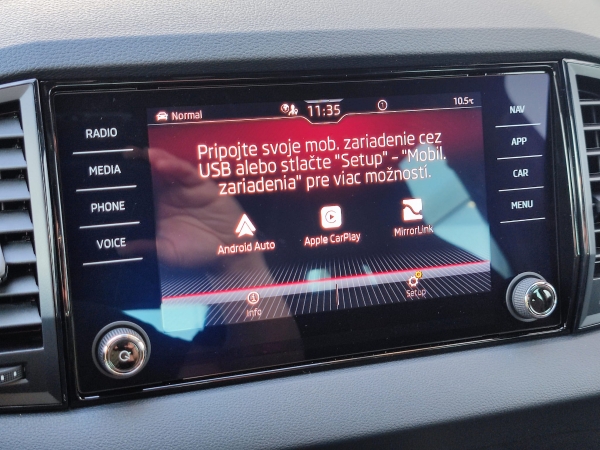 Normal
11:35
10.5°C
RADIO
MEDIA
PHONE
VOICE
Pripojte svoje mob. zariadenie cez
USB alebo stlačte "Setup" - "Mobil.
zariadenia" pre viac možností.
Android Auto
Apple CarPlay
MirrorLink
Info
Setup
NAV
APP
CAR
MENU